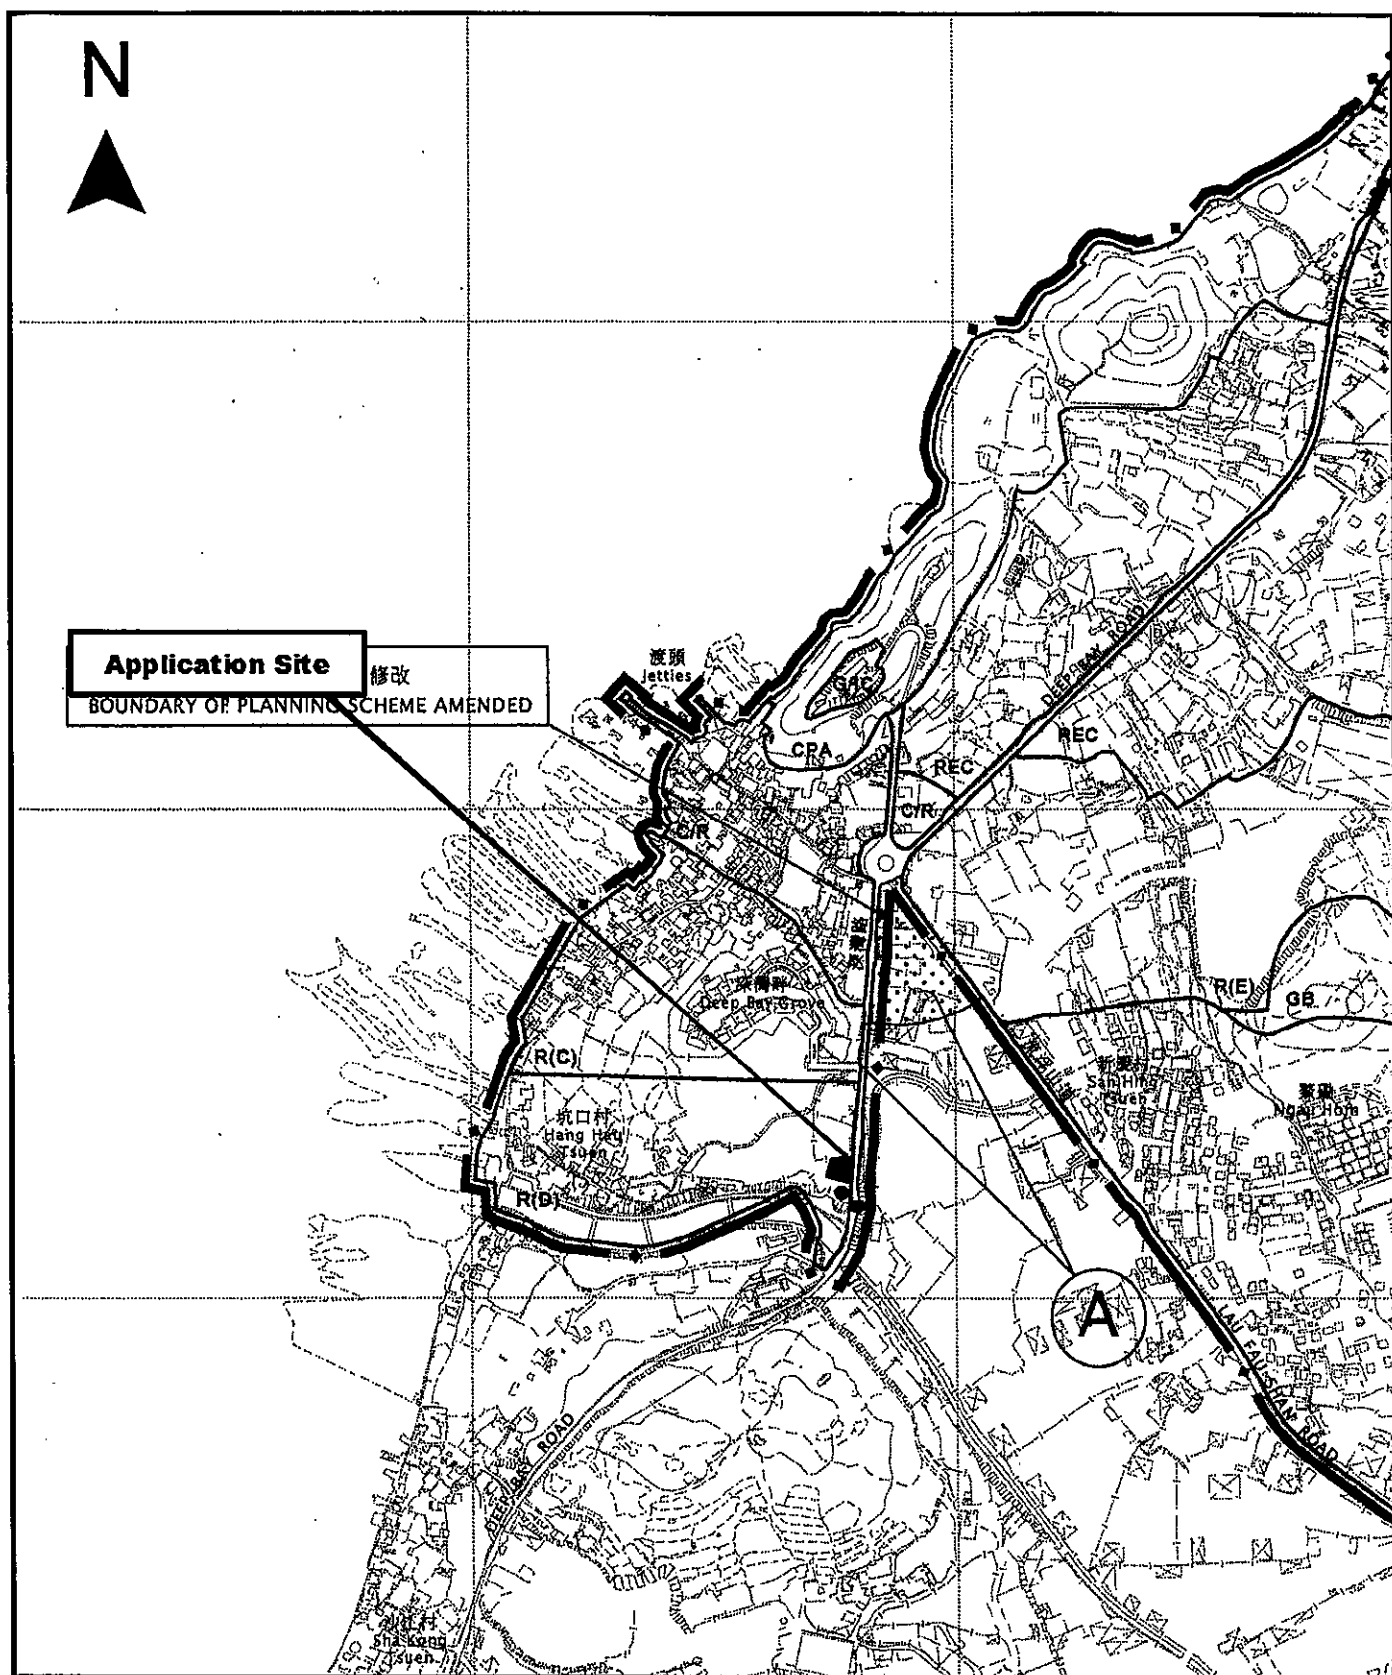 N
渡頭
Jetties
Application Site
修改
BOUNDARY OF PLANNING SCHEME AMENDED
G/IC
DEEP BAY ROAD
CPA
REC
REC
C/R
C/R
深灣畔
Deep Bay Grove
R(E)
GB
R(C)
新慶村
San Hing
Tsuen
鰲磡
Ngau Hom
坑口村
Hang Hau
Tsuen
R(D)
A
LAU FAU SHAN ROAD
DEEP BAY ROAD
沙江村
Sha Kong
Tsuen